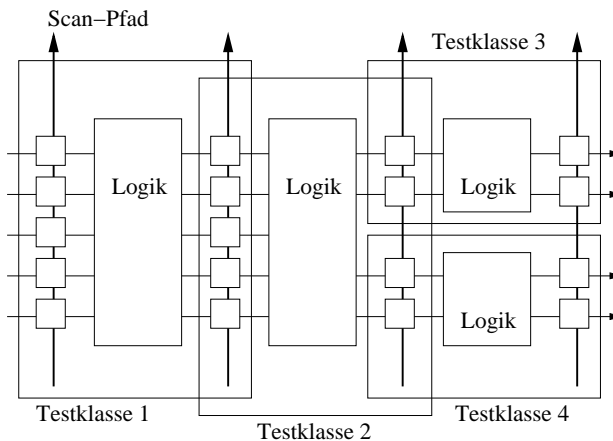 Scan–Pfad
Testklasse 3
Logik
Logik
Logik
Logik
Testklasse 1
Testklasse 2
Testklasse 4